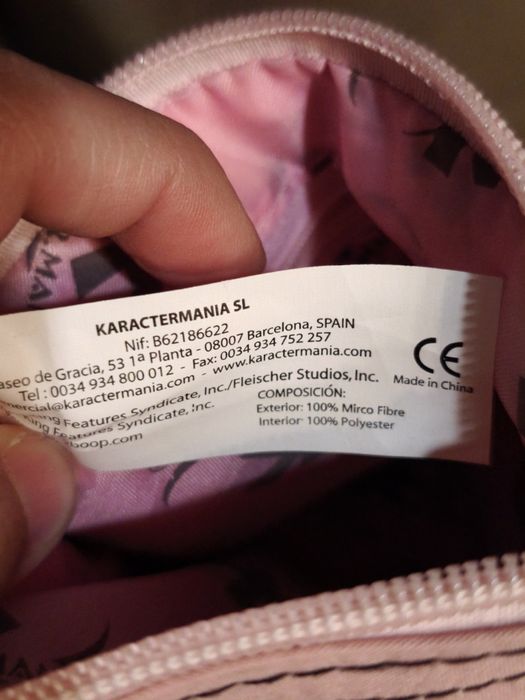 KARACTERMANIA SL
Nif: B62186622
aseo de Gracia, 53 1ª Planta - 08007 Barcelona, SPAIN
Tel : 0034 934 800 012 - Fax: 0034 934 752 257
ercial@karactermania.com - www.karactermania.com
Features Syndicate, Inc./Fleischer Studios, Inc.
Features Syndicate, Inc.
boop.com
CE
Made in China
COMPOSICIÓN:
Exterior: 100% Mirco Fibre
Interior: 100% Polyester